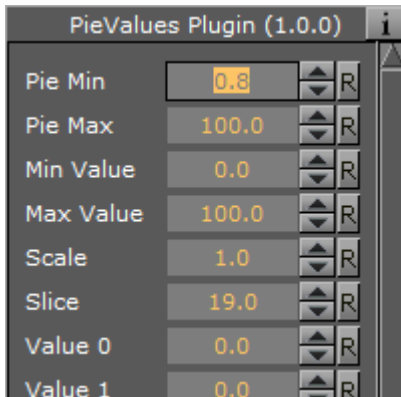 PieValues Plugin (1.0.0) i
Pie Min 0.8 R
Pie Max 100.0 R
Min Value 0.0 R
Max Value 100.0 R
Scale 1.0 R
Slice 19.0 R
Value 0 0.0 R
Value 1 0.0 R